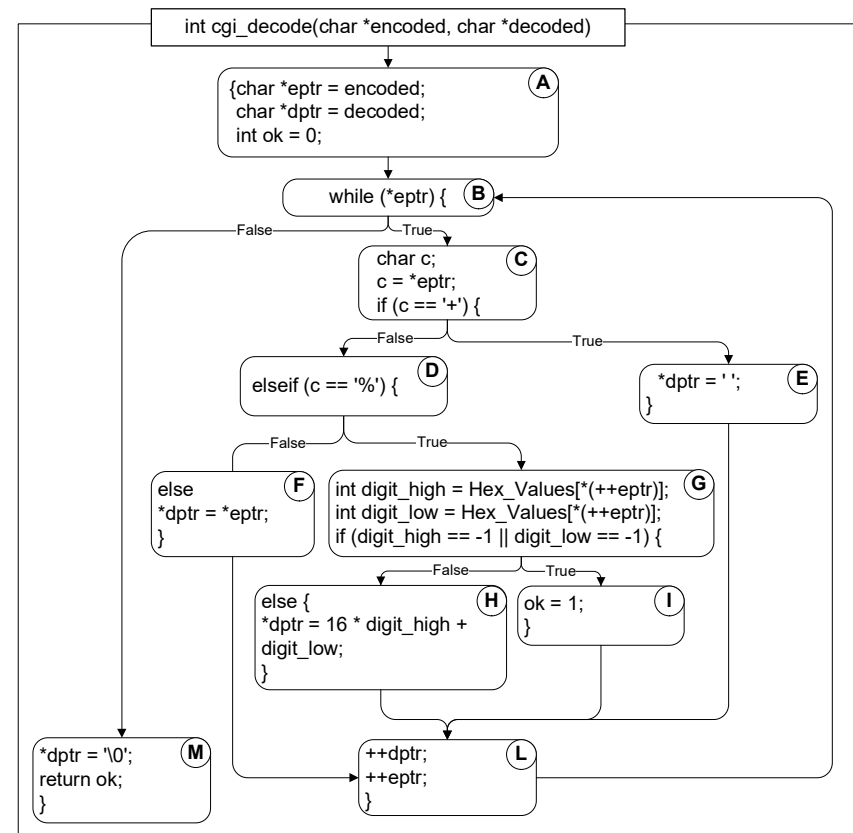 int cgi_decode(char *encoded, char *decoded)
A
{char *eptr = encoded;
char *dptr = decoded;
int ok = 0;
while (*eptr) {
B
False
True
char c;
C
c = *eptr;
if (c == '+') {
False
True
elseif (c == '%') {
D
*dptr = ' ';
E
}
False
True
else
F
*dptr = *eptr;
}
int digit_high = Hex_Values[*(++eptr)];
G
int digit_low = Hex_Values[*(++eptr)];
if (digit_high == -1 || digit_low == -1) {
False
True
else {
H
*dptr = 16 * digit_high +
digit_low;
}
ok = 1;
I
}
*dptr = '\0';
M
return ok;
}
++dptr;
L
++eptr;
}